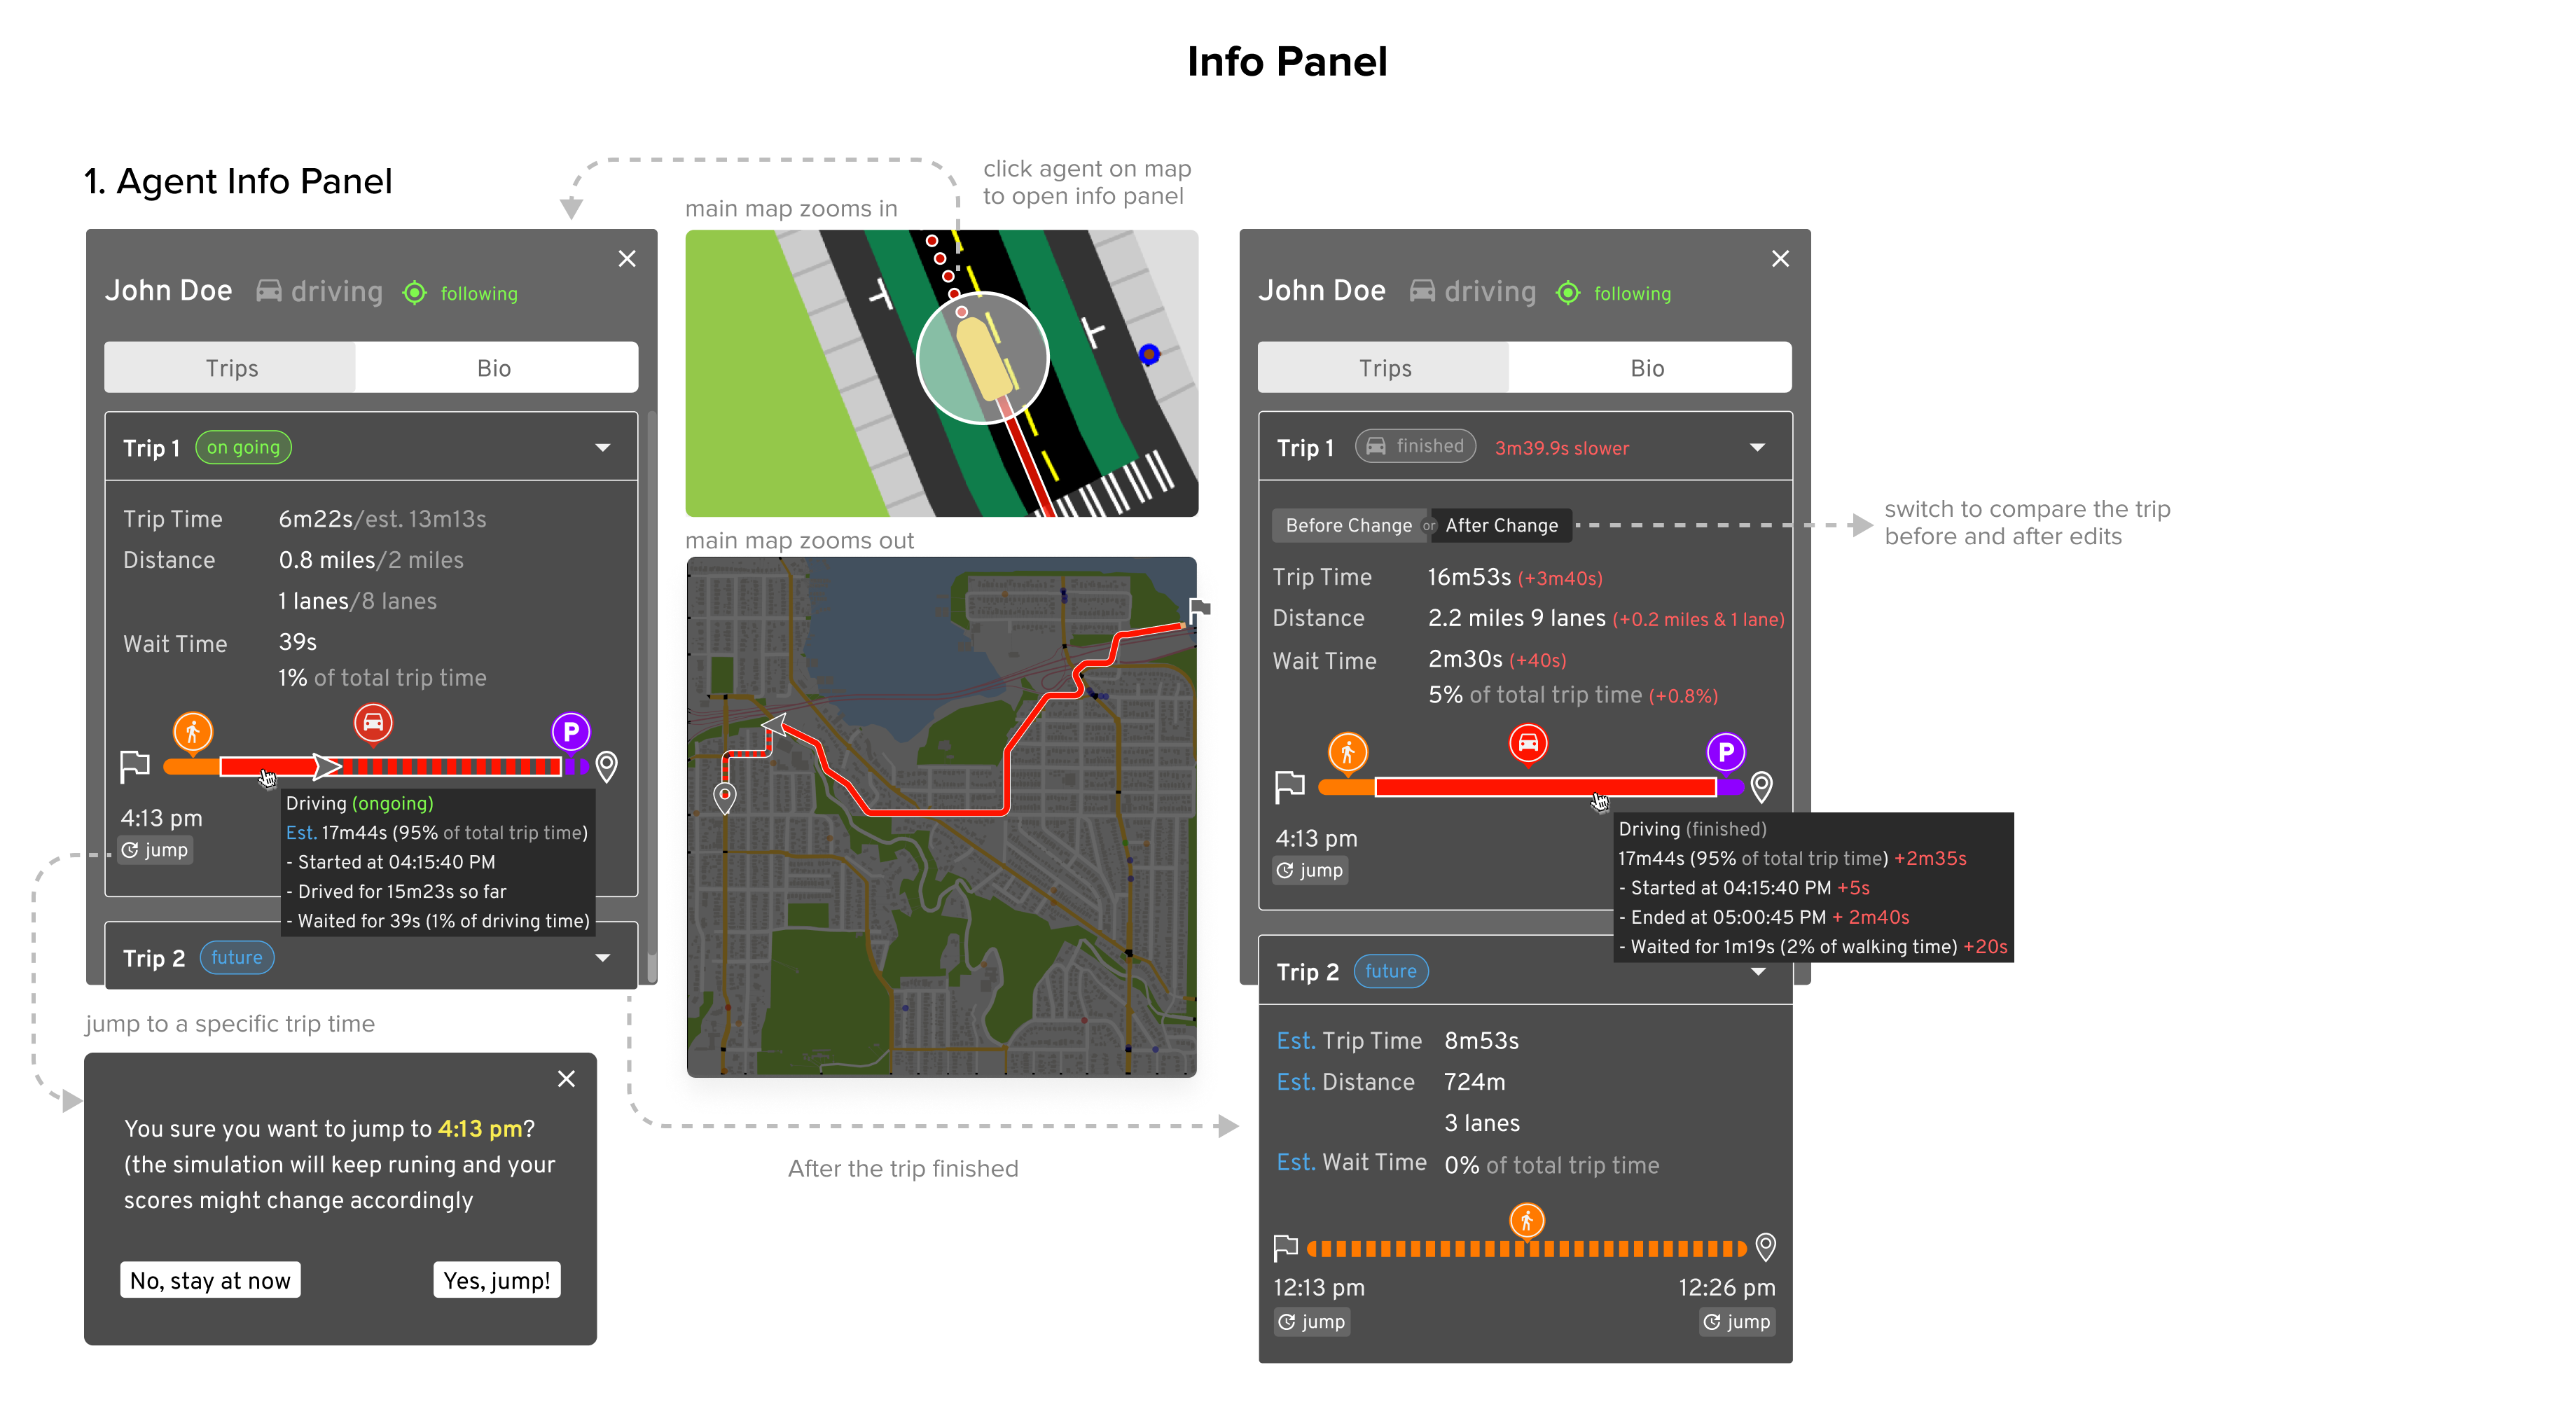 Info Panel
1. Agent Info Panel
click agent on map
to open info panel
main map zooms in
John Doe driving following
Trips Bio
Trip 1 on going
Trip Time 6m22s/est. 13m13s
Distance 0.8 miles/2 miles
1 lanes/8 lanes
Wait Time 39s
1% of total trip time
P
4:13 pm
jump
Driving (ongoing)
Est. 17m44s (95% of total trip time)
- Started at 04:15:40 PM
- Drived for 15m23s so far
- Waited for 39s (1% of driving time)
Trip 2 future
jump to a specific trip time
You sure you want to jump to 4:13 pm?
(the simulation will keep runing and your
scores might change accordingly
No, stay at now Yes, jump!
main map zooms out
After the trip finished
John Doe driving following
Trips Bio
Trip 1 finished 3m39.9s slower
Before Change or After Change
switch to compare the trip
before and after edits
Trip Time 16m53s (+3m40s)
Distance 2.2 miles 9 lanes (+0.2 miles & 1 lane)
Wait Time 2m30s (+40s)
5% of total trip time (+0.8%)
P
4:13 pm
jump
Driving (finished)
17m44s (95% of total trip time) +2m35s
- Started at 04:15:40 PM +5s
- Ended at 05:00:45 PM + 2m40s
- Waited for 1m19s (2% of walking time) +20s
Trip 2 future
Est. Trip Time 8m53s
Est. Distance 724m
3 lanes
Est. Wait Time 0% of total trip time
12:13 pm 12:26 pm
jump jump